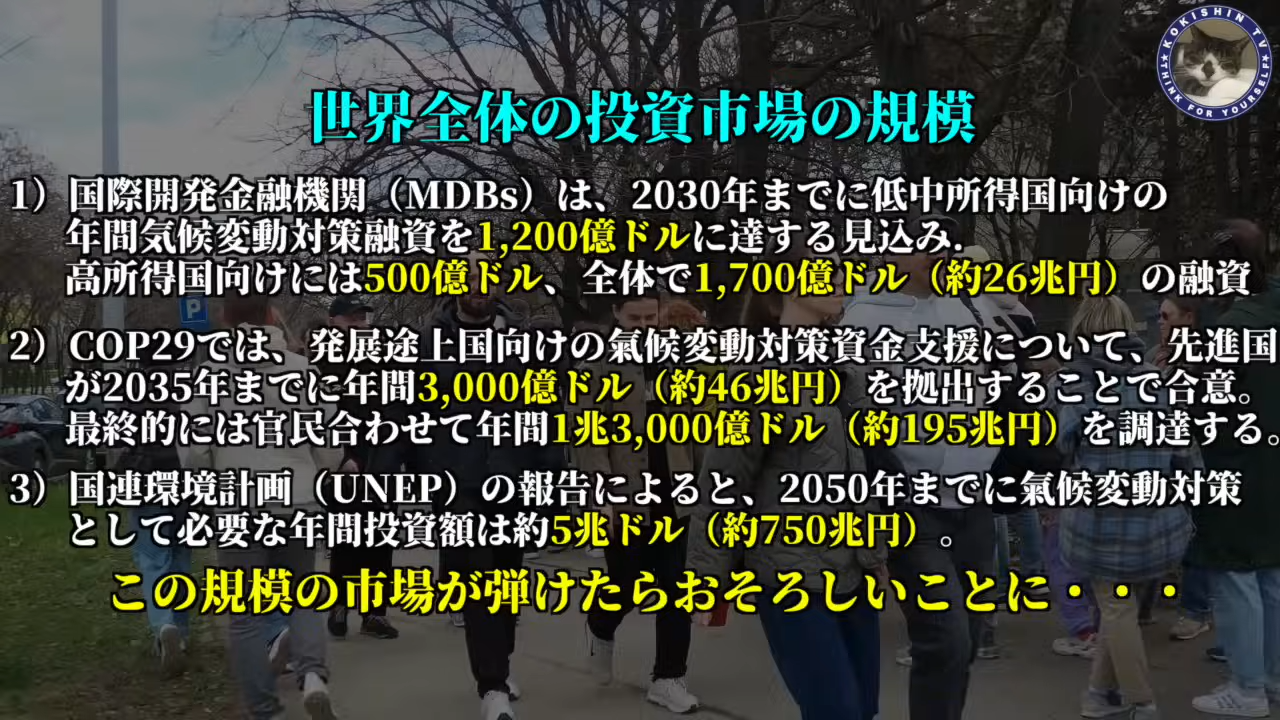 KOKISHIN TV
THINK FOR YOURSELF
世界全体の投資市場の規模
1）国際開発金融機関（MDBs）は、2030年までに低中所得国向けの
年間気候変動対策融資を1,200億ドルに達する見込み.
高所得国向けには500億ドル、全体で1,700億ドル（約26兆円）の融資
P
2）COP29では、発展途上国向けの氣候変動対策資金支援について、先進国
が2035年までに年間3,000億ドル（約46兆円）を拠出することで合意。
最終的には官民合わせて年間1兆3,000億ドル（約195兆円）を調達する。
3）国連環境計画（UNEP）の報告によると、2050年までに氣候変動対策
として必要な年間投資額は約5兆ドル（約750兆円）。
この規模の市場が弾けたらおそろしいことに・・・